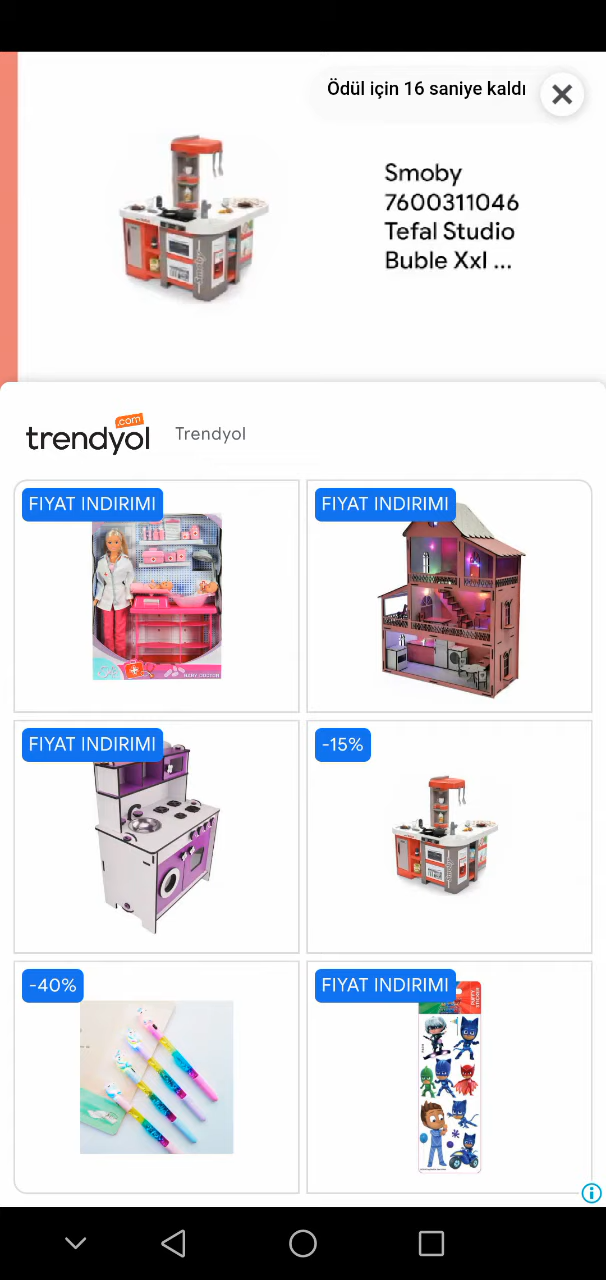 Ödül için 16 saniye kaldı
Smoby
7600311046
Tefal Studio
Buble Xxl ...
trendyol
.com
Trendyol
FIYAT INDIRIMI
FIYAT INDIRIMI
FIYAT INDIRIMI
-15%
-40%
FIYAT INDIRIMI